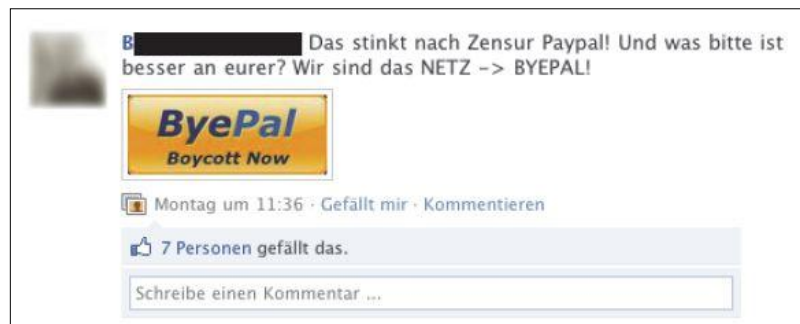 B Das stinkt nach Zensur Paypal! Und was bitte ist
besser an eurer? Wir sind das NETZ -> BYEPAL!
ByePal
Boycott Now
Montag um 11:36 · Gefällt mir · Kommentieren
7 Personen gefällt das.
Schreibe einen Kommentar ...